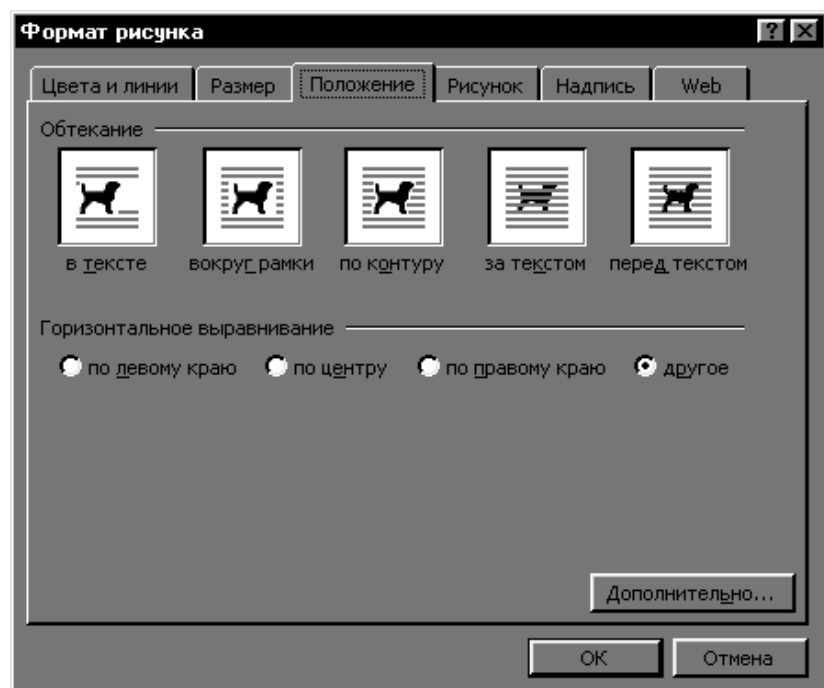 Формат рисунка
Цвета и линии Размер Положение Рисунок Надпись Web
Обтекание
в тексте вокруг рамки по контуру за текстом перед текстом
Горизонтальное выравнивание
по левому краю по центру по правому краю другое
Дополнительно...
ОК Отмена